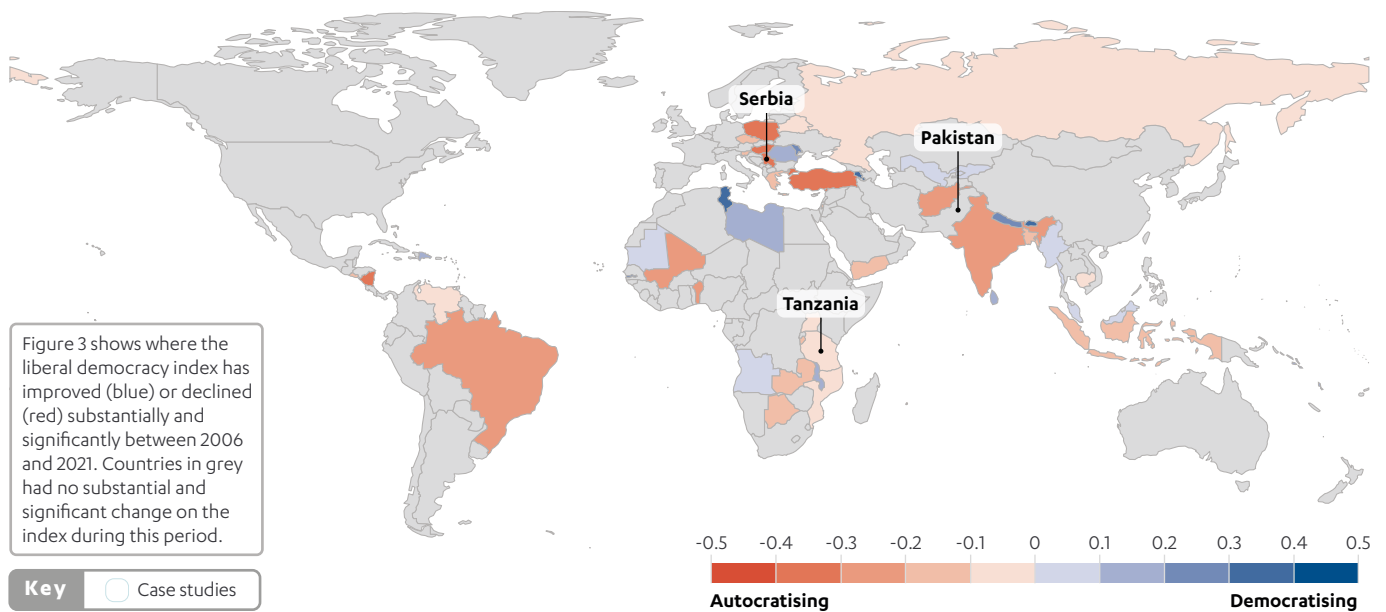 Serbia
Pakistan
Tanzania
Figure 3 shows where the
liberal democracy index has
improved (blue) or declined
(red) substantially and
significantly between 2006
and 2021. Countries in grey
had no substantial and
significant change on the
index during this period.
Key
Case studies
-0.5 -0.4 -0.3 -0.2 -0.1 0 0.1 0.2 0.3 0.4 0.5
Autocratising Democratising